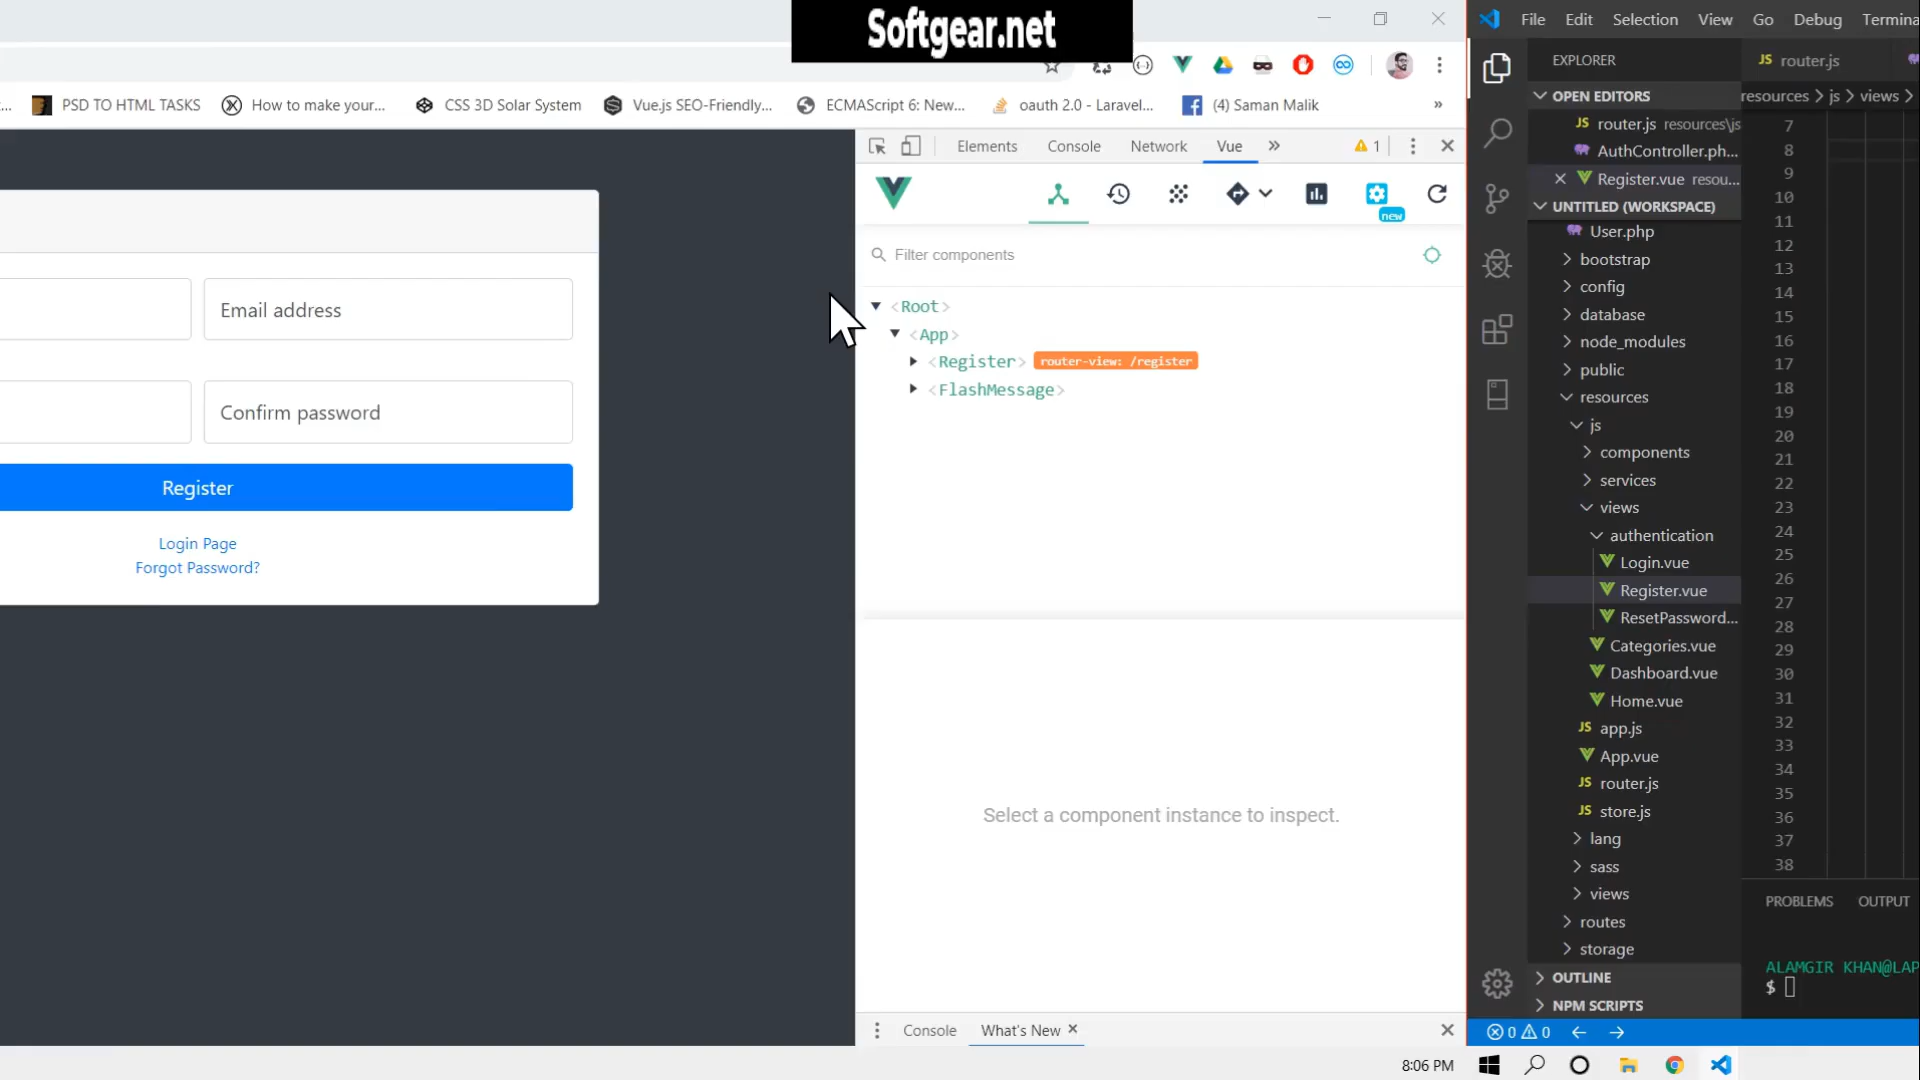 Softgear.net
PSD TO HTML TASKS
How to make your...
CSS 3D Solar System
Vue.js SEO-Friendly...
ECMAScript 6: New...
oauth 2.0 - Laravel...
(4) Saman Malik
»
Email address
Confirm password
Register
Login Page
Forgot Password?
Elements
Console
Network
Vue
»
1
new
Filter components
<Root>
<App>
<Register> router-view: /register
<FlashMessage>
Select a component instance to inspect.
Console
What's New
File Edit Selection View Go Debug Termina
EXPLORER
OPEN EDITORS
router.js resources\js
AuthController.ph...
Register.vue resou...
UNTITLED (WORKSPACE)
User.php
bootstrap
config
database
node_modules
public
resources
js
components
services
views
authentication
Login.vue
Register.vue
ResetPassword...
Categories.vue
Dashboard.vue
Home.vue
app.js
App.vue
router.js
store.js
lang
sass
views
routes
storage
OUTLINE
NPM SCRIPTS
JS router.js
resources > js > views >
7
8
9
10
11
12
13
14
15
16
17
18
19
20
21
22
23
24
25
26
27
28
29
30
31
32
33
34
35
36
37
38
PROBLEMS OUTPUT
ALAMGIR KHAN@LAP
$
0 0
8:06 PM